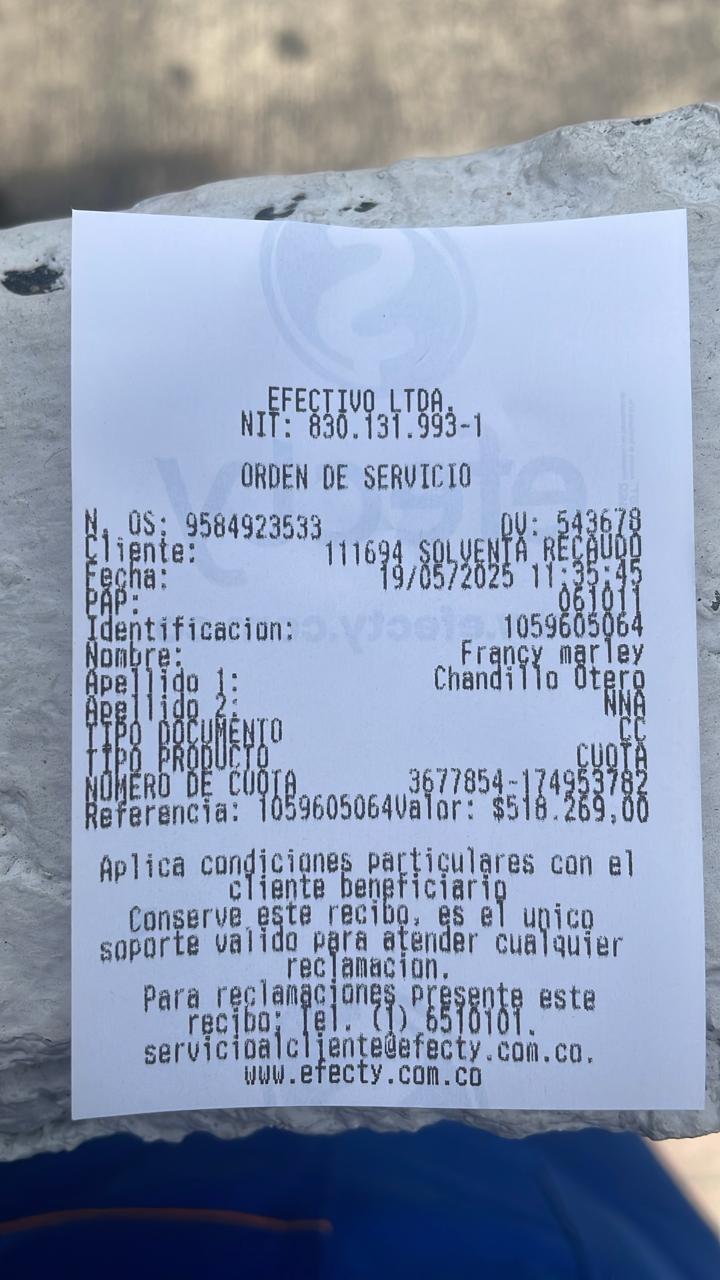 EFECTIVO LTDA.
NIT: 830.131.993-1
ORDEN DE SERVICIO
N. OS: 9584923533 DV: 543678
Cliente: 111694 SOLVENTA RECAUDO
Fecha: 19/05/2025 11:35:45
PAP: 061011
Identificacion: 1059605064
Nombre: Francy marley
Apellido 1: Chandillo Otero
Apellido 2: NNA
TIPO DOCUMENTO CC
TIPO PRODUCTO CUOTA
NUMERO DE CUOTA 3677854-174953782
Referencia: 1059605064Valor: $518.269,00
Aplica condiciones particulares con el
cliente beneficiario
Conserve este recibo, es el unico
soporte valido para atender cualquier
reclamacion.
Para reclamaciones presente este
recibo: Tel. (1) 6510101.
servicioalcliente@efecty.com.co.
www.efecty.com.co